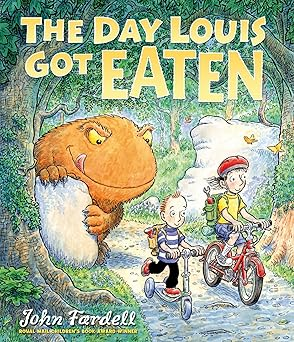 THE DAY LOUIS
GOT EATEN
John Fardell
ROYAL MAIL CHILDREN'S BOOK AWARD WINNER